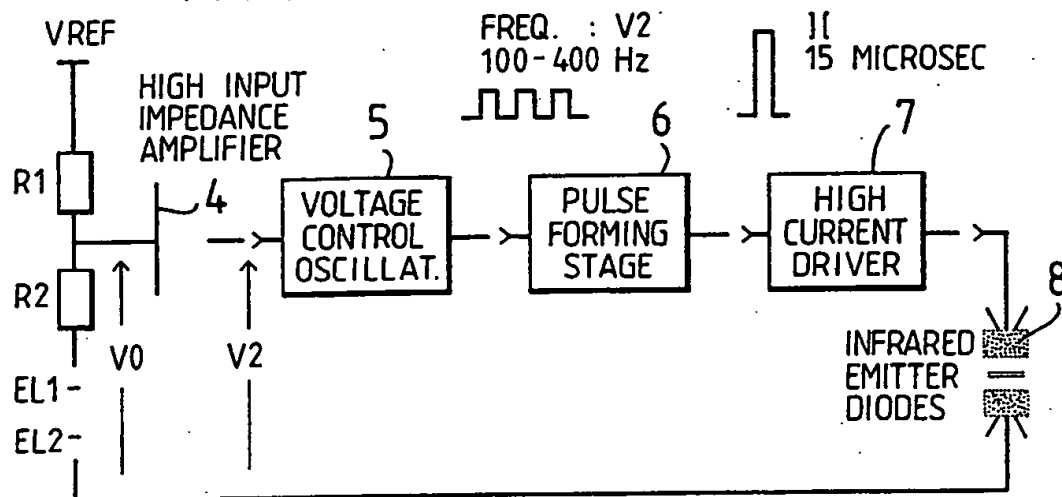 VREF
HIGH INPUT
IMPEDANCE
AMPLIFIER
FREQ. : V2
100-400 Hz
15 MICROSEC
R1
4
5
6
7
VOLTAGE
CONTROL
OSCILLAT.
PULSE
FORMING
STAGE
HIGH
CURRENT
DRIVER
R2
V0
V2
8
INFRARED
EMITTER
DIODES
EL1
EL2